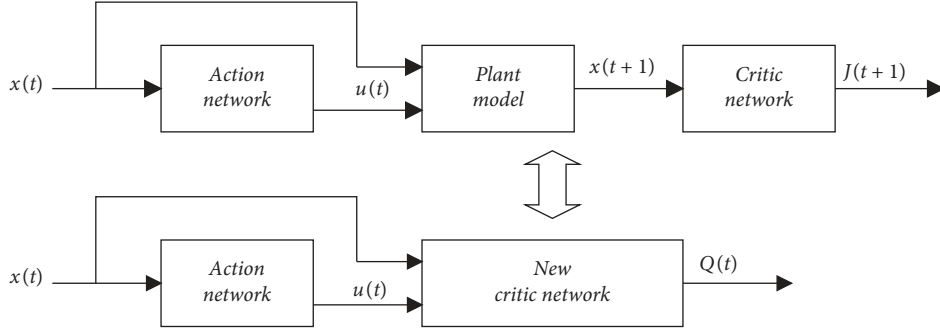 x(t)
Action
network
u(t)
Plant
model
x(t + 1)
Critic
network
J(t + 1)
x(t)
Action
network
u(t)
New
critic network
Q(t)